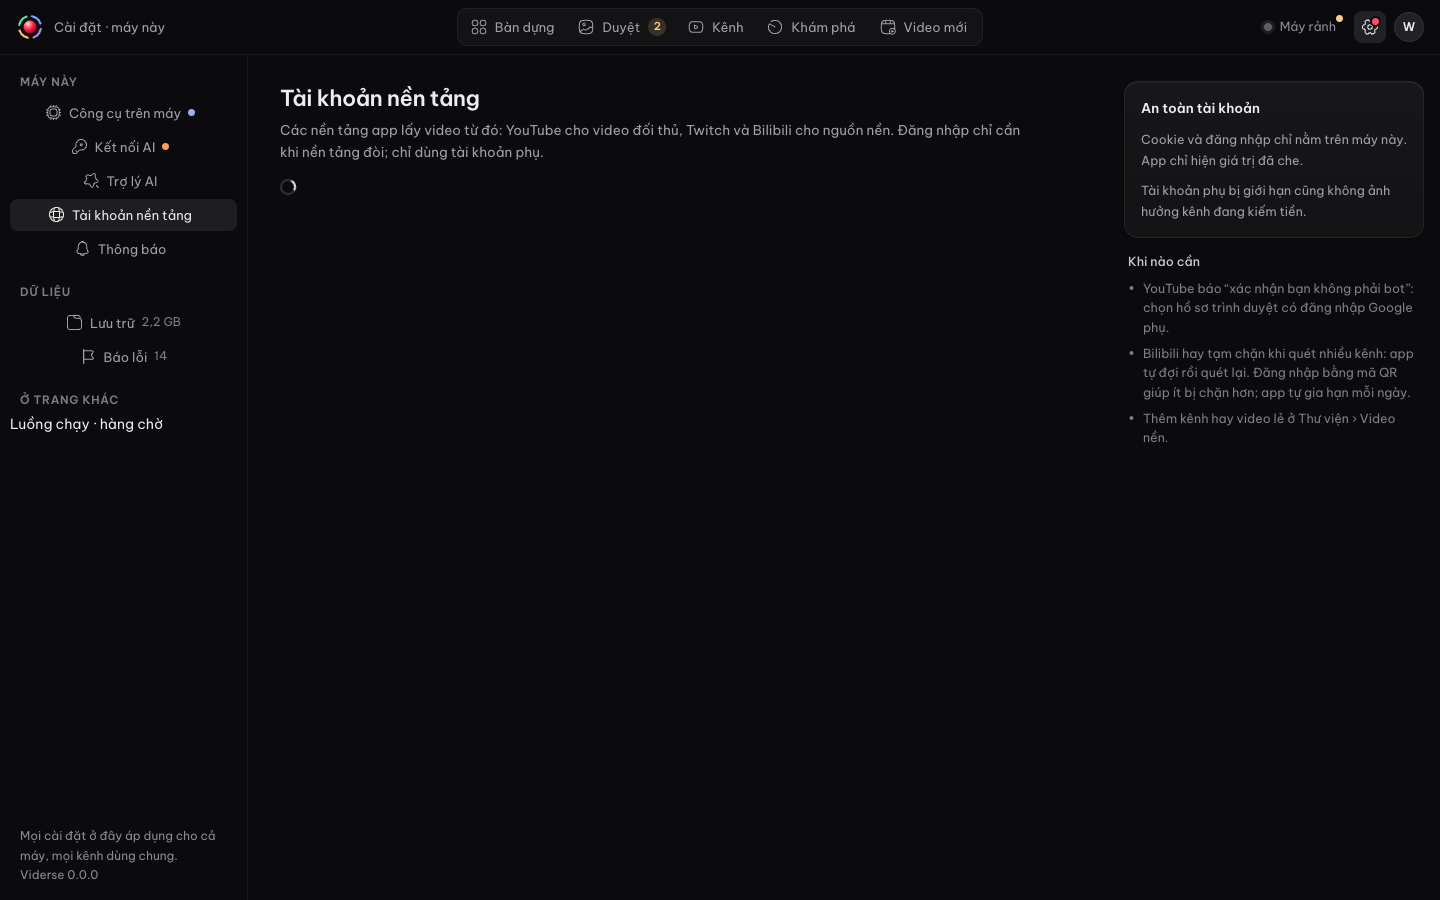 Cài đặt · máy này
Bàn dựng
Duyệt 2
Kênh
Khám phá
Video mới
Máy rảnh
W
MÁY NÀY
Công cụ trên máy
Kết nối AI
Trợ lý AI
Tài khoản nền tảng
Thông báo
DỮ LIỆU
Lưu trữ 2,2 GB
Báo lỗi 14
Ở TRANG KHÁC
Luồng chạy · hàng chờ
Mọi cài đặt ở đây áp dụng cho cả
máy, mọi kênh dùng chung.
Viderse 0.0.0
Tài khoản nền tảng
Các nền tảng app lấy video từ đó: YouTube cho video đối thủ, Twitch và Bilibili cho nguồn nền. Đăng nhập chỉ cần
khi nền tảng đòi; chỉ dùng tài khoản phụ.
An toàn tài khoản
Cookie và đăng nhập chỉ nằm trên máy này.
App chỉ hiện giá trị đã che.
Tài khoản phụ bị giới hạn cũng không ảnh
hưởng kênh đang kiếm tiền.
Khi nào cần
• YouTube báo “xác nhận bạn không phải bot”:
chọn hồ sơ trình duyệt có đăng nhập Google
phụ.
• Bilibili hay tạm chặn khi quét nhiều kênh: app
tự đợi rồi quét lại. Đăng nhập bằng mã QR
giúp ít bị chặn hơn; app tự gia hạn mỗi ngày.
• Thêm kênh hay video lẻ ở Thư viện › Video
nền.